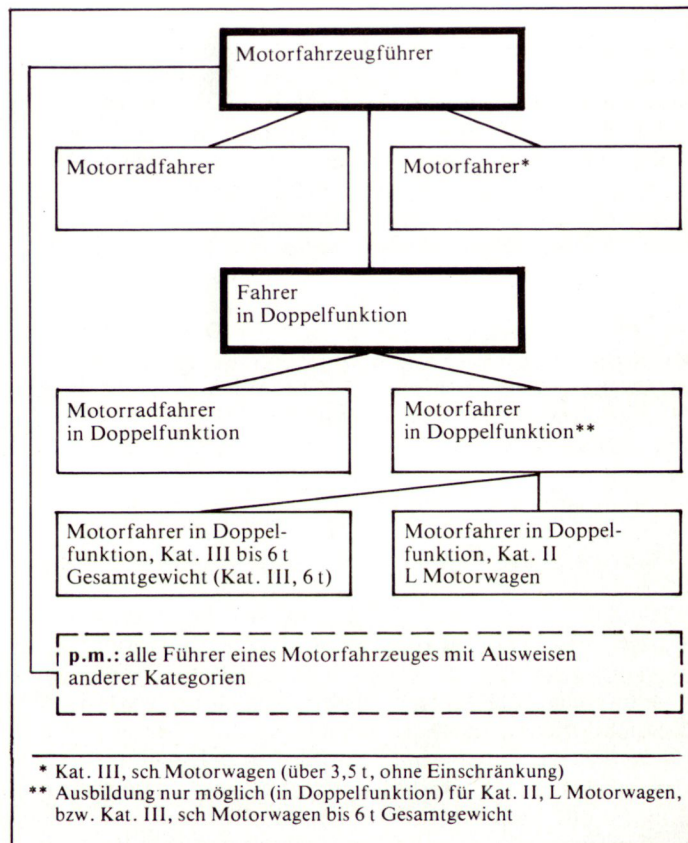 Motorfahrzeugführer
Motorradfahrer
Motorfahrer*
Fahrer
in Doppelfunktion
Motorradfahrer
in Doppelfunktion
Motorfahrer
in Doppelfunktion**
Motorfahrer in Doppel-
funktion, Kat. III bis 6 t
Gesamtgewicht (Kat. III, 6 t)
Motorfahrer in Doppel-
funktion, Kat. II
L Motorwagen
p.m.: alle Führer eines Motorfahrzeuges mit Ausweisen
anderer Kategorien
* Kat. III, sch Motorwagen (über 3,5 t, ohne Einschränkung)
** Ausbildung nur möglich (in Doppelfunktion) für Kat. II, L Motorwagen,
bzw. Kat. III, sch Motorwagen bis 6 t Gesamtgewicht